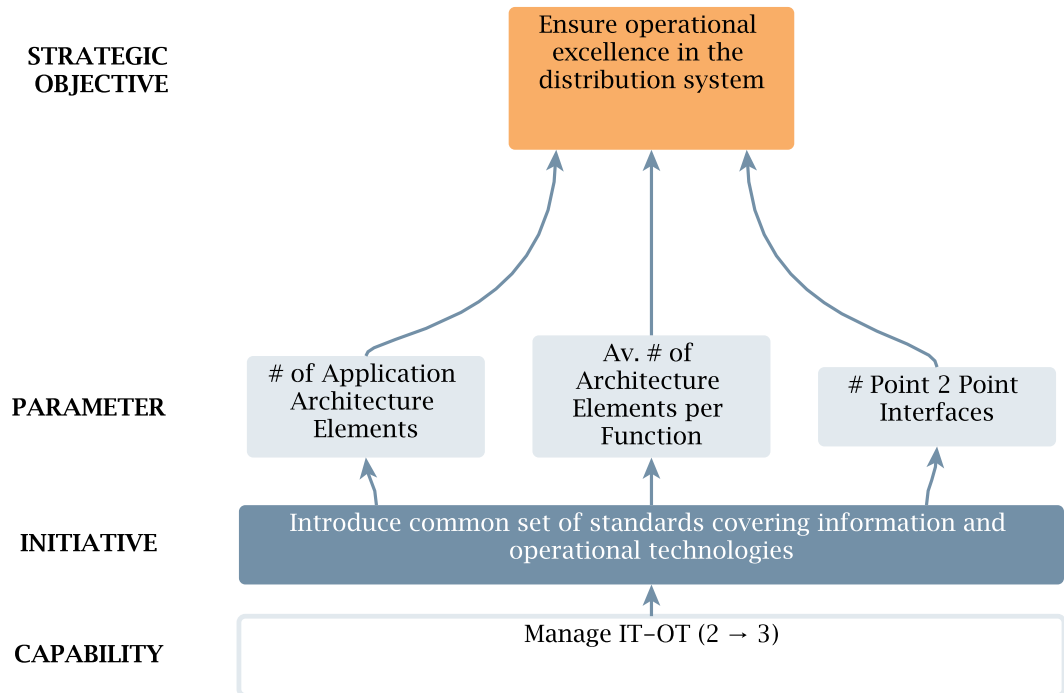 STRATEGIC
OBJECTIVE
Ensure operational
excellence in the
distribution system
PARAMETER
# of Application
Architecture
Elements
Av. # of
Architecture
Elements per
Function
# Point 2 Point
Interfaces
INITIATIVE
Introduce common set of standards covering information and
operational technologies
CAPABILITY
Manage IT–OT (2 → 3)